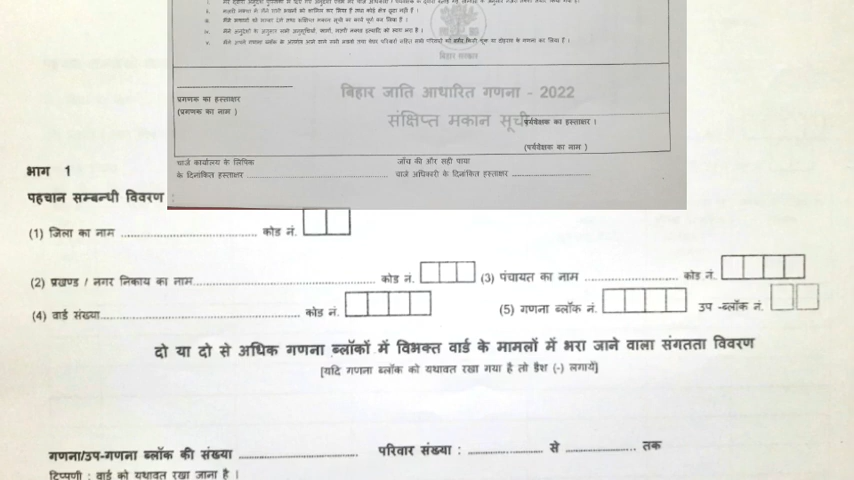 बिहार सरकार
बिहार जाति आधारित गणना - 2022
संक्षिप्त मकान सूची
प्रगणक का हस्ताक्षर
(प्रगणक का नाम )
पर्यवेक्षक का हस्ताक्षर ।
(पर्यवेक्षक का नाम )
चार्ज कार्यालय के लिपिक
के दिनांकित हस्ताक्षर
जाँच की और सही पाया
चार्ज अधिकारी के दिनांकित हस्ताक्षर
भाग 1
पहचान सम्बन्धी विवरण :
(1) जिला का नाम कोड नं.
(2) प्रखण्ड / नगर निकाय का नाम कोड नं. (3) पंचायत का नाम कोड नं.
(4) वार्ड संख्या कोड नं. (5) गणना ब्लॉक नं. उप -ब्लॉक नं.
दो या दो से अधिक गणना ब्लॉकों में विभक्त वार्ड के मामलों में भरा जाने वाला संगतता विवरण
[यदि गणना ब्लॉक को यथावत रखा गया है तो डैश (-) लगायें]
गणना/उप-गणना ब्लॉक की संख्या परिवार संख्या : से तक
टिप्पणी : वार्ड को यथावत रखा जाना है ।